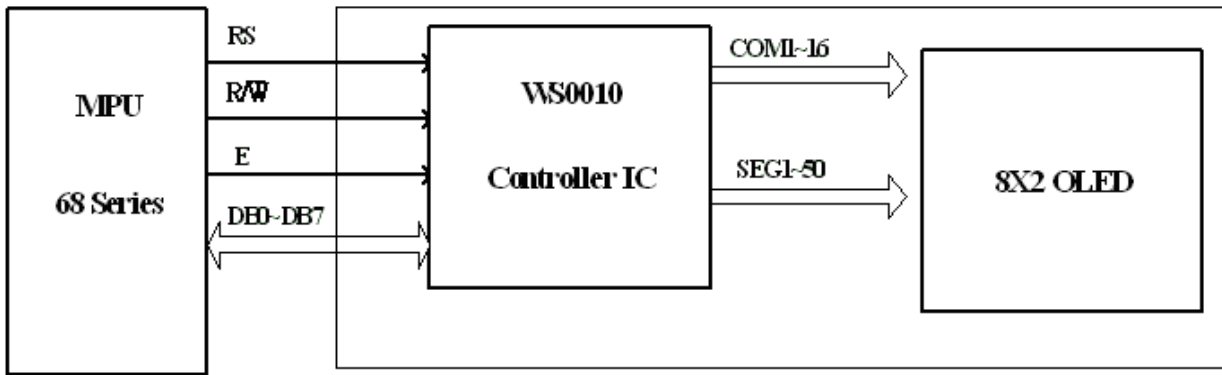 MPU
68 Series
RS
R/W
E
DB0~DB7
WS0010
Controller IC
COM1~16
SEG1~50
8X2 OLED